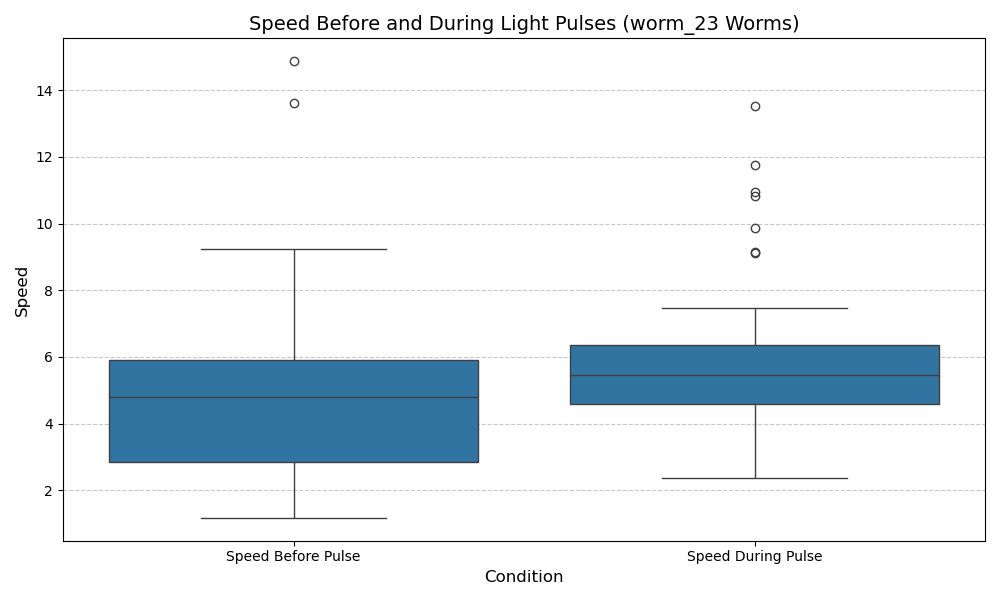 Speed Before and During Light Pulses (worm_23 Worms)
Speed
14
12
10
8
6
4
2
Speed Before Pulse
Speed During Pulse
Condition